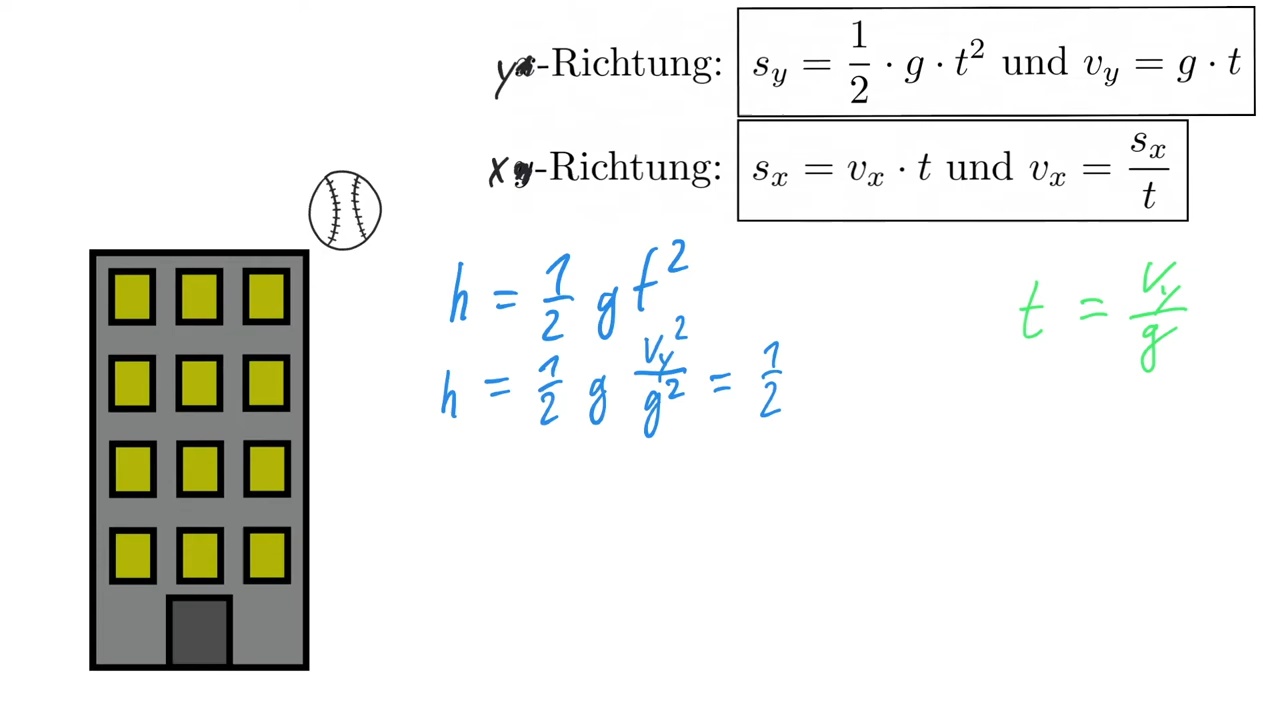 y-Richtung: s_y = 1/2 · g · t² und v_y = g · t
x-Richtung: s_x = v_x · t und v_x = s_x/t
h = 1/2 g t²
t = v_y/g
h = 1/2 g v_y²/g² = 1/2